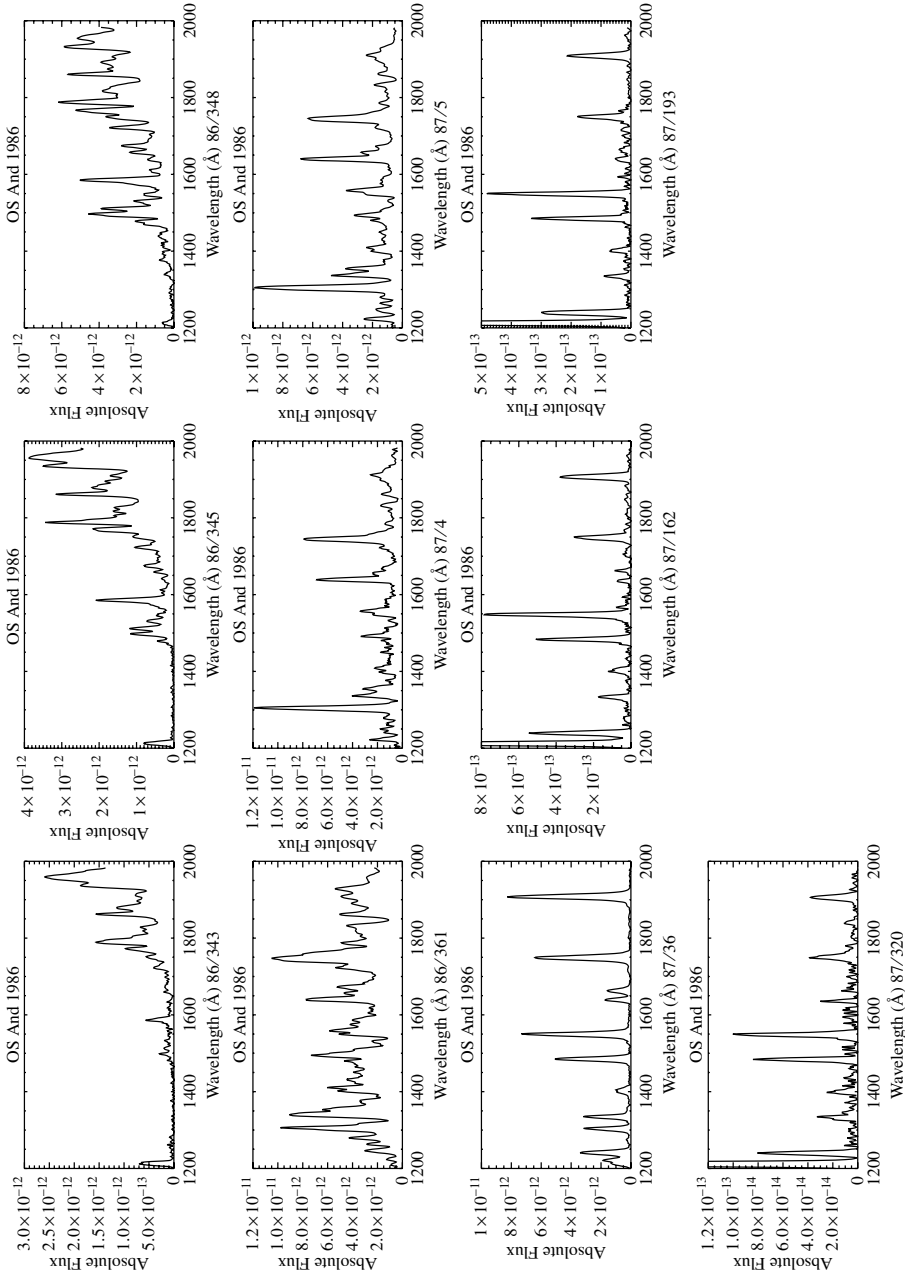 OS And 1986
Absolute Flux
3.0×10⁻¹²
2.5×10⁻¹²
2.0×10⁻¹²
1.5×10⁻¹²
1.0×10⁻¹²
5.0×10⁻¹³
0
1200 1400 1600 1800 2000
Wavelength (Å) 86/343
OS And 1986
Absolute Flux
4×10⁻¹²
3×10⁻¹²
2×10⁻¹²
1×10⁻¹²
0
1200 1400 1600 1800 2000
Wavelength (Å) 86/345
OS And 1986
Absolute Flux
8×10⁻¹²
6×10⁻¹²
4×10⁻¹²
2×10⁻¹²
0
1200 1400 1600 1800 2000
Wavelength (Å) 86/348
OS And 1986
Absolute Flux
1.2×10⁻¹¹
1.0×10⁻¹¹
8.0×10⁻¹²
6.0×10⁻¹²
4.0×10⁻¹²
2.0×10⁻¹²
0
1200 1400 1600 1800 2000
Wavelength (Å) 86/361
OS And 1986
Absolute Flux
1.2×10⁻¹¹
1.0×10⁻¹¹
8.0×10⁻¹²
6.0×10⁻¹²
4.0×10⁻¹²
2.0×10⁻¹²
0
1200 1400 1600 1800 2000
Wavelength (Å) 87/4
OS And 1986
Absolute Flux
1×10⁻¹²
8×10⁻¹²
6×10⁻¹²
4×10⁻¹²
2×10⁻¹²
0
1200 1400 1600 1800 2000
Wavelength (Å) 87/5
OS And 1986
Absolute Flux
1×10⁻¹¹
8×10⁻¹²
6×10⁻¹²
4×10⁻¹²
2×10⁻¹²
0
1200 1400 1600 1800 2000
Wavelength (Å) 87/36
OS And 1986
Absolute Flux
8×10⁻¹³
6×10⁻¹³
4×10⁻¹³
2×10⁻¹³
0
1200 1400 1600 1800 2000
Wavelength (Å) 87/162
OS And 1986
Absolute Flux
5×10⁻¹³
4×10⁻¹³
3×10⁻¹³
2×10⁻¹³
1×10⁻¹³
0
1200 1400 1600 1800 2000
Wavelength (Å) 87/193
OS And 1986
Absolute Flux
1.2×10⁻¹³
1.0×10⁻¹³
8.0×10⁻¹⁴
6.0×10⁻¹⁴
4.0×10⁻¹⁴
2.0×10⁻¹⁴
0
1200 1400 1600 1800 2000
Wavelength (Å) 87/320